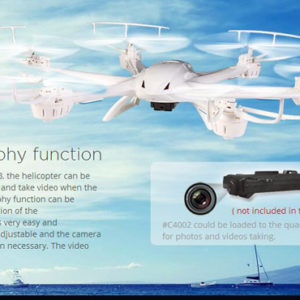 phy function
, the helicopter can be
and take video when the
phy function can be
ion of the
s very easy and
adjustable and the camera
n necessary. The video
( not included in t
#C4002 could be loaded to the qua
for photos and videos taking.